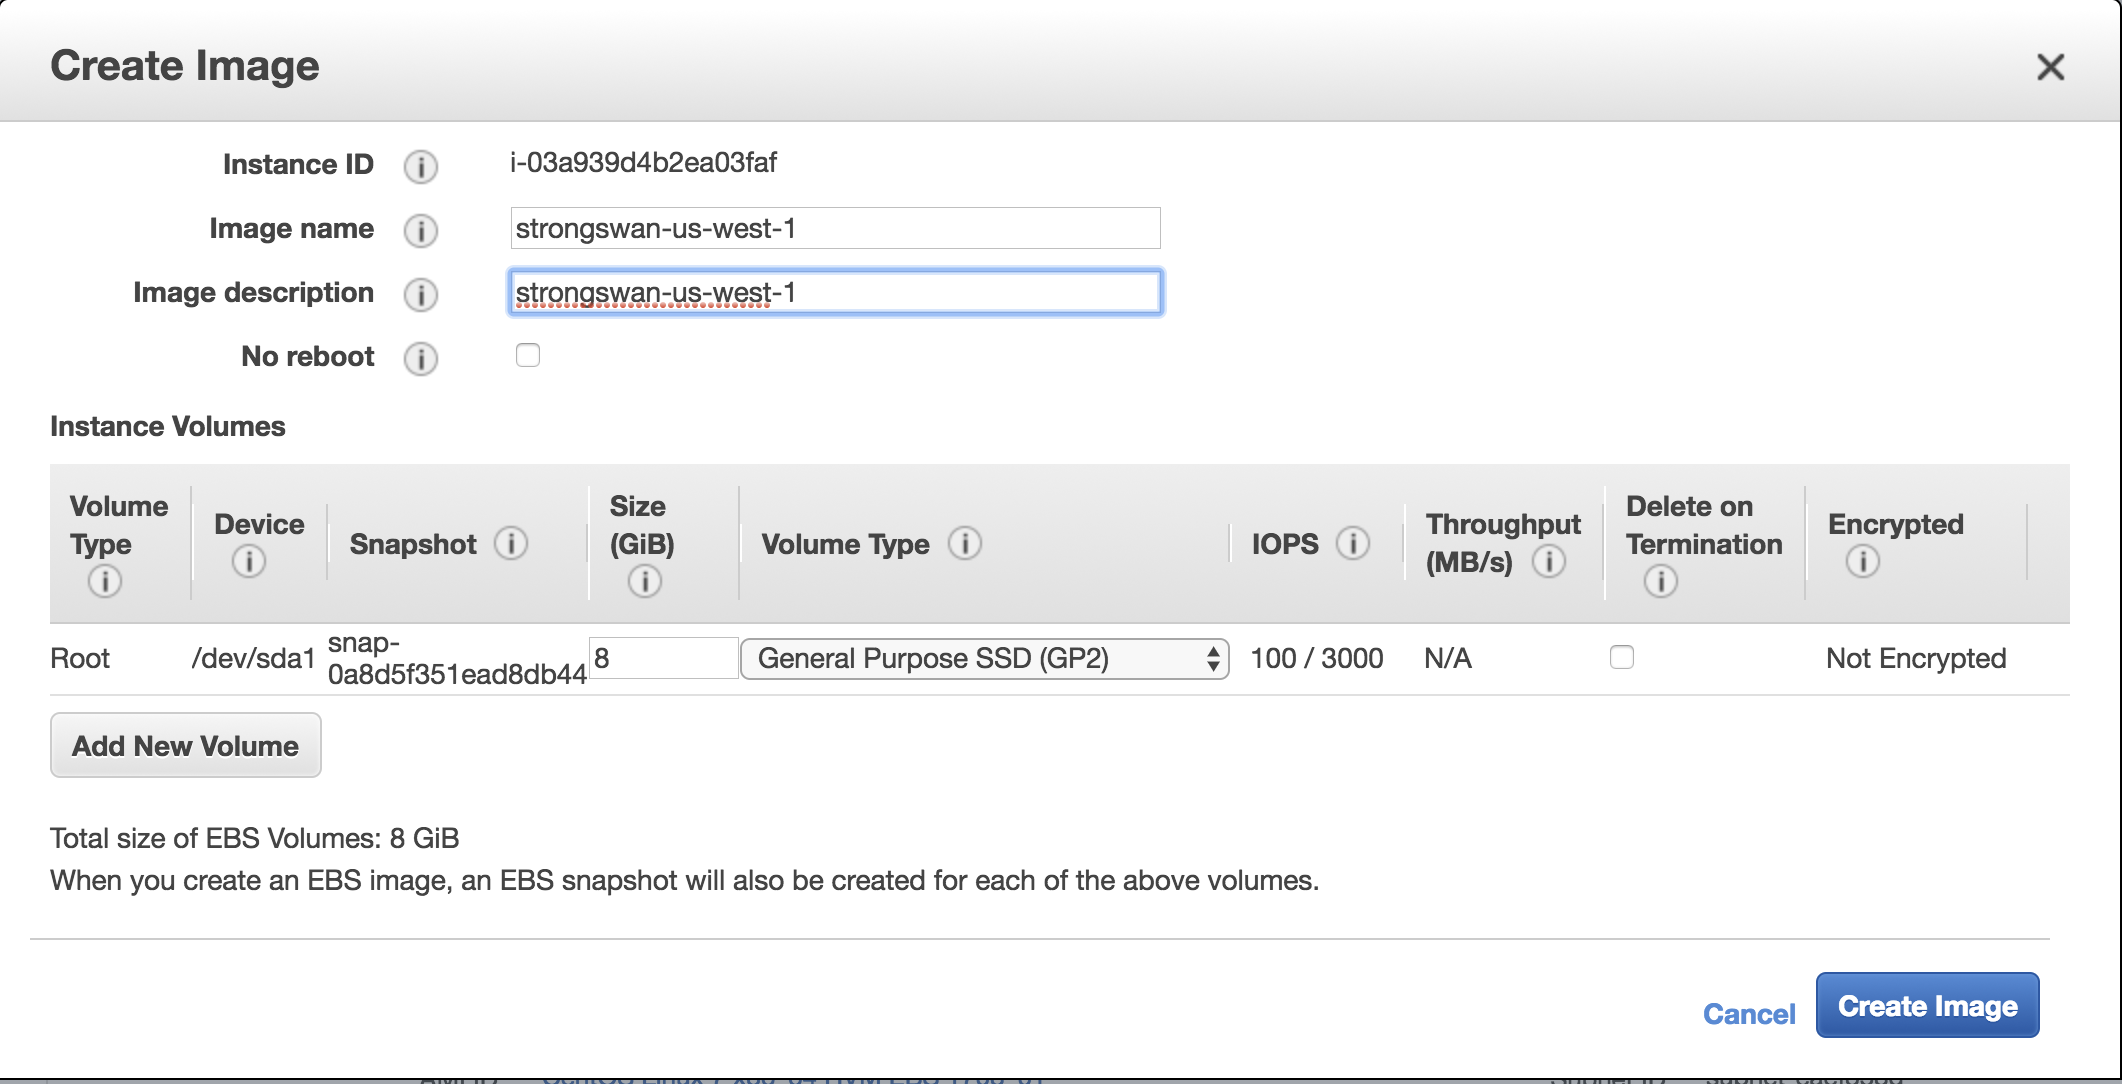 Create Image
Instance ID
i-03a939d4b2ea03faf
Image name
strongswan-us-west-1
Image description
strongswan-us-west-1
No reboot
Instance Volumes
Volume Type
Device
Snapshot
Size (GiB)
Volume Type
IOPS
Throughput (MB/s)
Delete on Termination
Encrypted
Root
/dev/sda1
snap-
0a8d5f351ead8db44
8
General Purpose SSD (GP2)
100 / 3000
N/A
Not Encrypted
Add New Volume
Total size of EBS Volumes: 8 GiB
When you create an EBS image, an EBS snapshot will also be created for each of the above volumes.
Cancel
Create Image